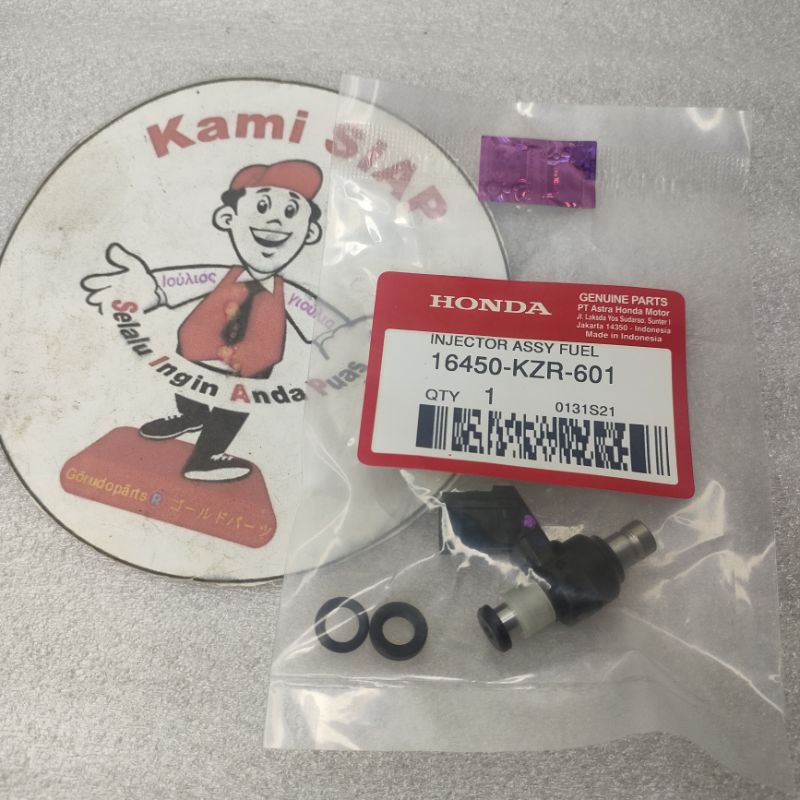 Kami SIAP
Ιούλιος
γιούλια
Selalu Ingin Anda Puas
Gōrudopātsu R ゴールドパーツ
HONDA
GENUINE PARTS
PT Astra Honda Motor
Jl. Laksda Yos Sudarso. Sunter I
Jakarta 14350 - Indonesia
Made in Indonesia
INJECTOR ASSY FUEL
16450-KZR-601
QTY 1
0131S21